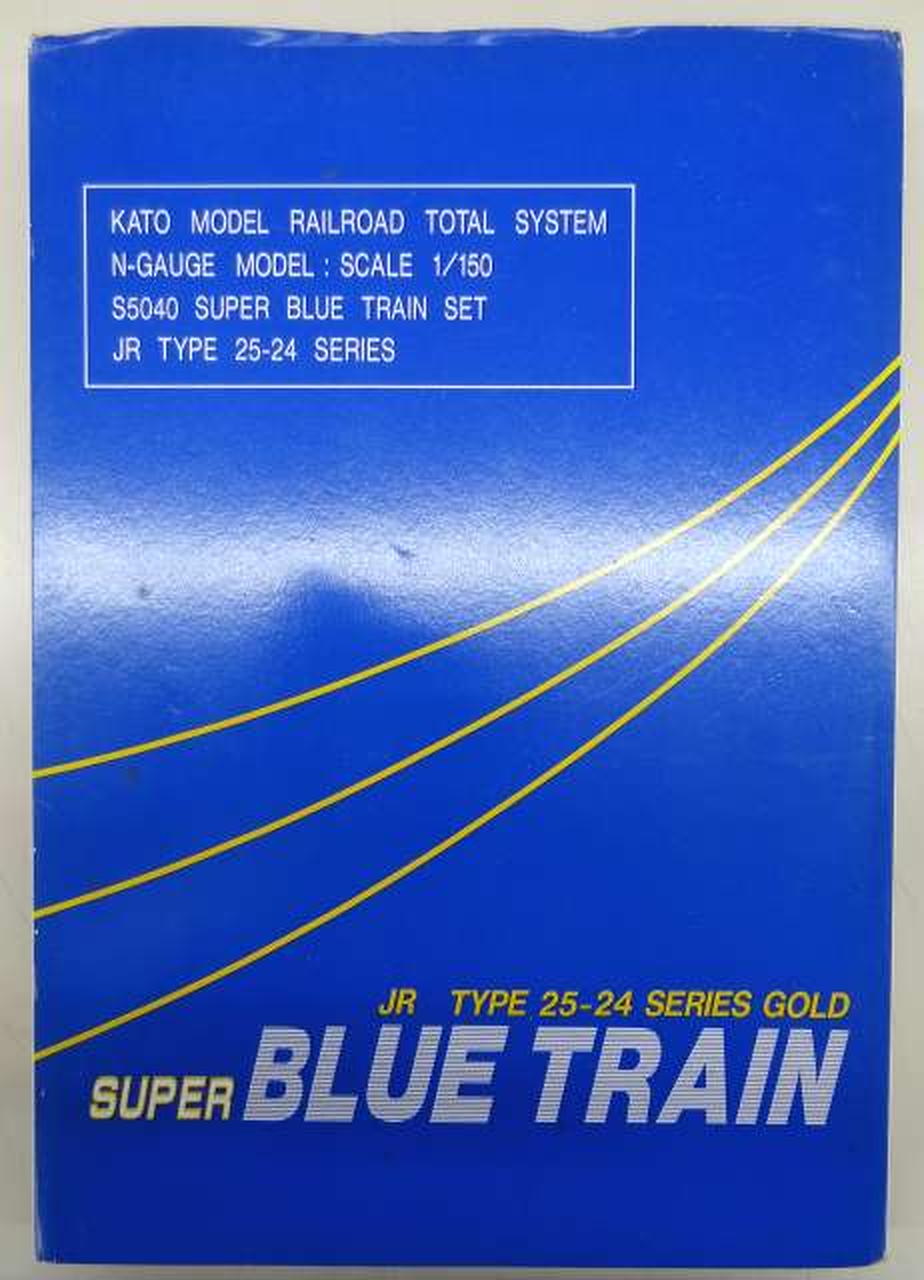 KATO MODEL RAILROAD TOTAL SYSTEM
N-GAUGE MODEL : SCALE 1/150
S5040 SUPER BLUE TRAIN SET
JR TYPE 25-24 SERIES
JR TYPE 25-24 SERIES GOLD
SUPER BLUE TRAIN